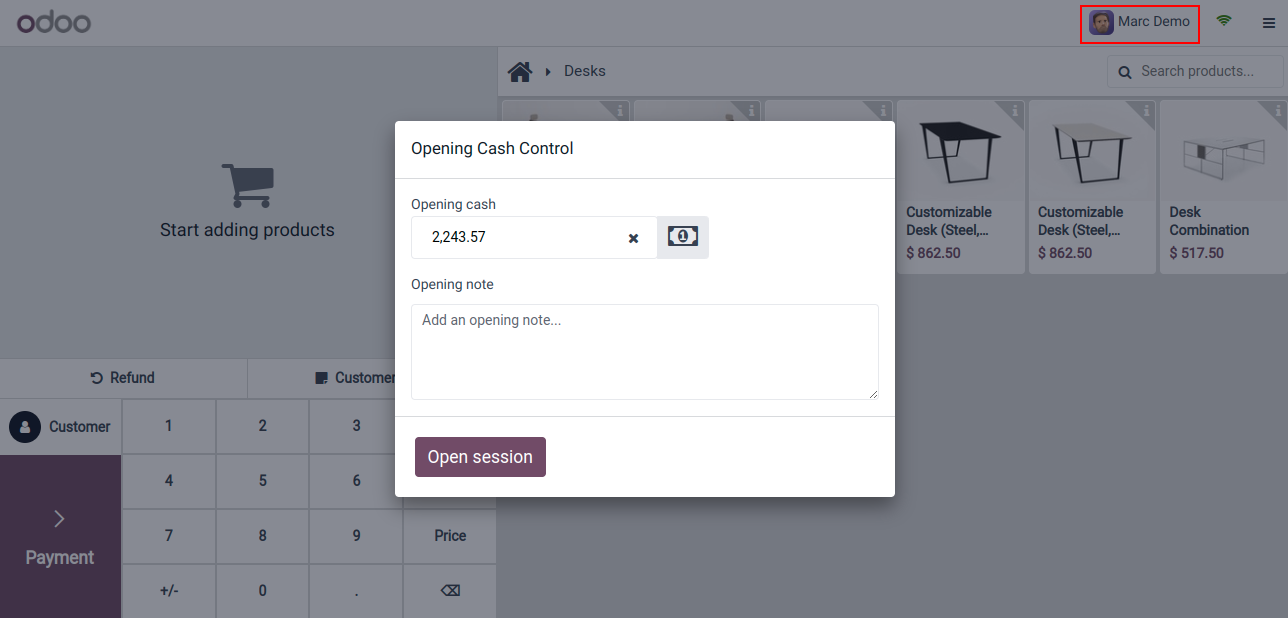 odoo
Marc Demo
Desks
Search products...
Start adding products
Customizable
Desk (Steel,...
$ 862.50
Customizable
Desk (Steel,...
$ 862.50
Desk
Combination
$ 517.50
Opening Cash Control
Opening cash
2,243.57
Opening note
Add an opening note...
Open session
Refund
Customer
Customer
1
2
3
4
5
6
7
8
9
Price
+/-
0
.
Payment